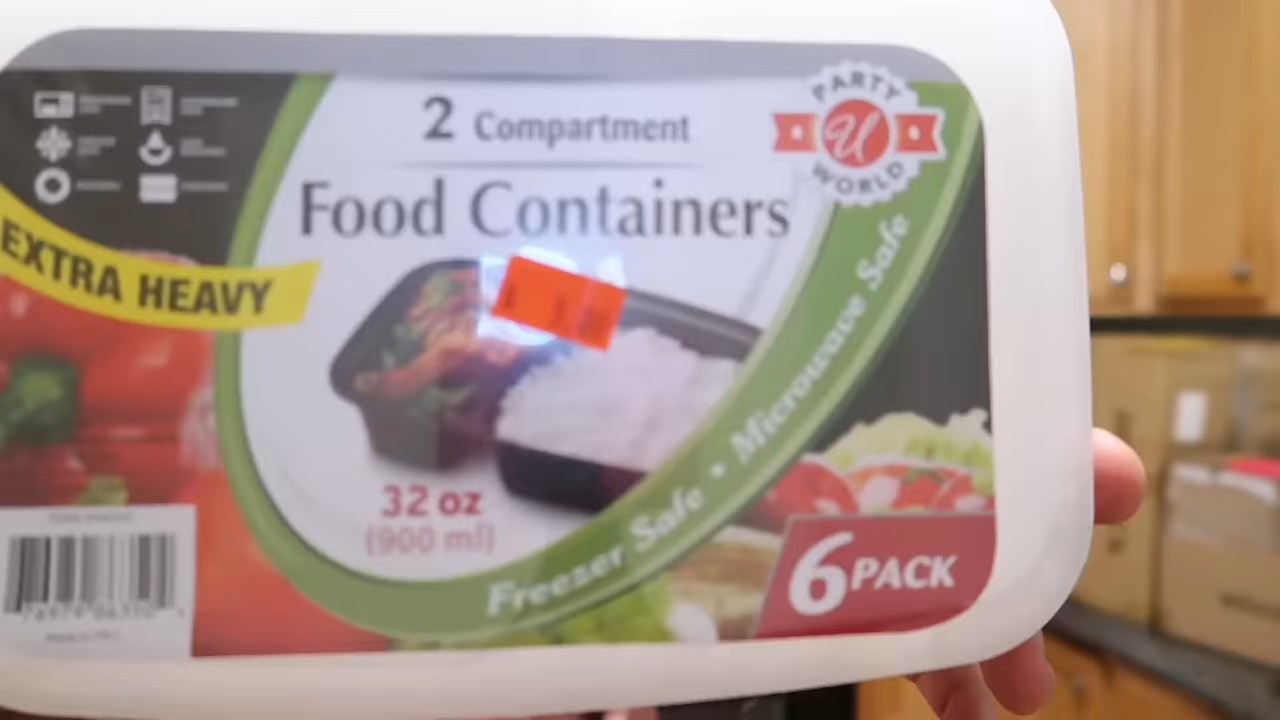 2 Compartment
Food Containers
PARTY
U
WORLD
EXTRA HEAVY
32 oz
(900 ml)
Freezer Safe • Microwave Safe
6 PACK